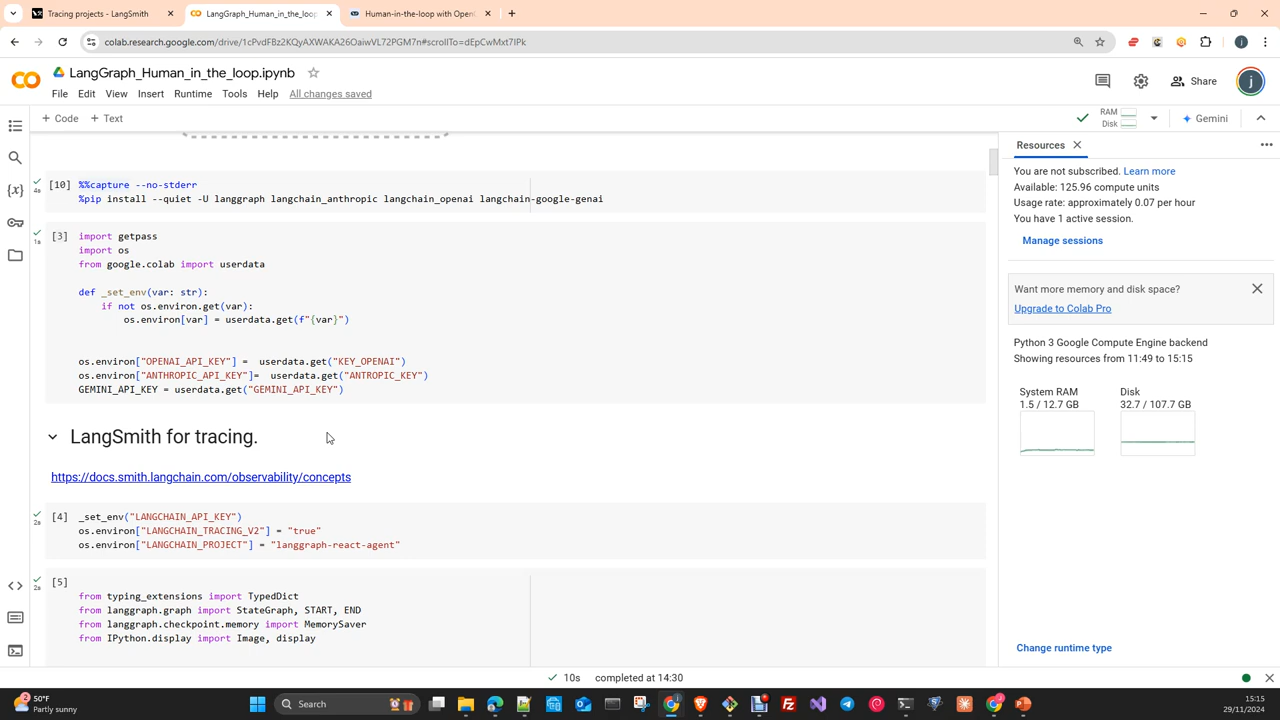 Tracing projects - LangSmith
LangGraph_Human_in_the_loop.
Human-in-the-loop with OpenG
colab.research.google.com/drive/1cPvdFBz2KQyAXWAKA26OaiwVL72PGM7n#scrollTo=dEpCwMxt7IPk
LangGraph_Human_in_the_loop.ipynb
File Edit View Insert Runtime Tools Help All changes saved
Share
j
+ Code + Text
RAM
Disk
Gemini
[10] %%capture --no-stderr
4s
%pip install --quiet -U langgraph langchain_anthropic langchain_openai langchain-google-genai
[3] import getpass
1s
import os
from google.colab import userdata
def _set_env(var: str):
if not os.environ.get(var):
os.environ[var] = userdata.get(f"{var}")
os.environ["OPENAI_API_KEY"] =  userdata.get("KEY_OPENAI")
os.environ["ANTHROPIC_API_KEY"]=  userdata.get("ANTROPIC_KEY")
GEMINI_API_KEY = userdata.get("GEMINI_API_KEY")
LangSmith for tracing.
https://docs.smith.langchain.com/observability/concepts
[4] _set_env("LANGCHAIN_API_KEY")
2s
os.environ["LANGCHAIN_TRACING_V2"] = "true"
os.environ["LANGCHAIN_PROJECT"] = "langgraph-react-agent"
[5]
2s
from typing_extensions import TypedDict
from langgraph.graph import StateGraph, START, END
from langgraph.checkpoint.memory import MemorySaver
from IPython.display import Image, display
Resources
You are not subscribed. Learn more
Available: 125.96 compute units
Usage rate: approximately 0.07 per hour
You have 1 active session.
Manage sessions
Want more memory and disk space?
Upgrade to Colab Pro
Python 3 Google Compute Engine backend
Showing resources from 11:49 to 15:15
System RAM
1.5 / 12.7 GB
Disk
32.7 / 107.7 GB
Change runtime type
10s completed at 14:30
2
50°F
Partly sunny
Search
15:15
29/11/2024